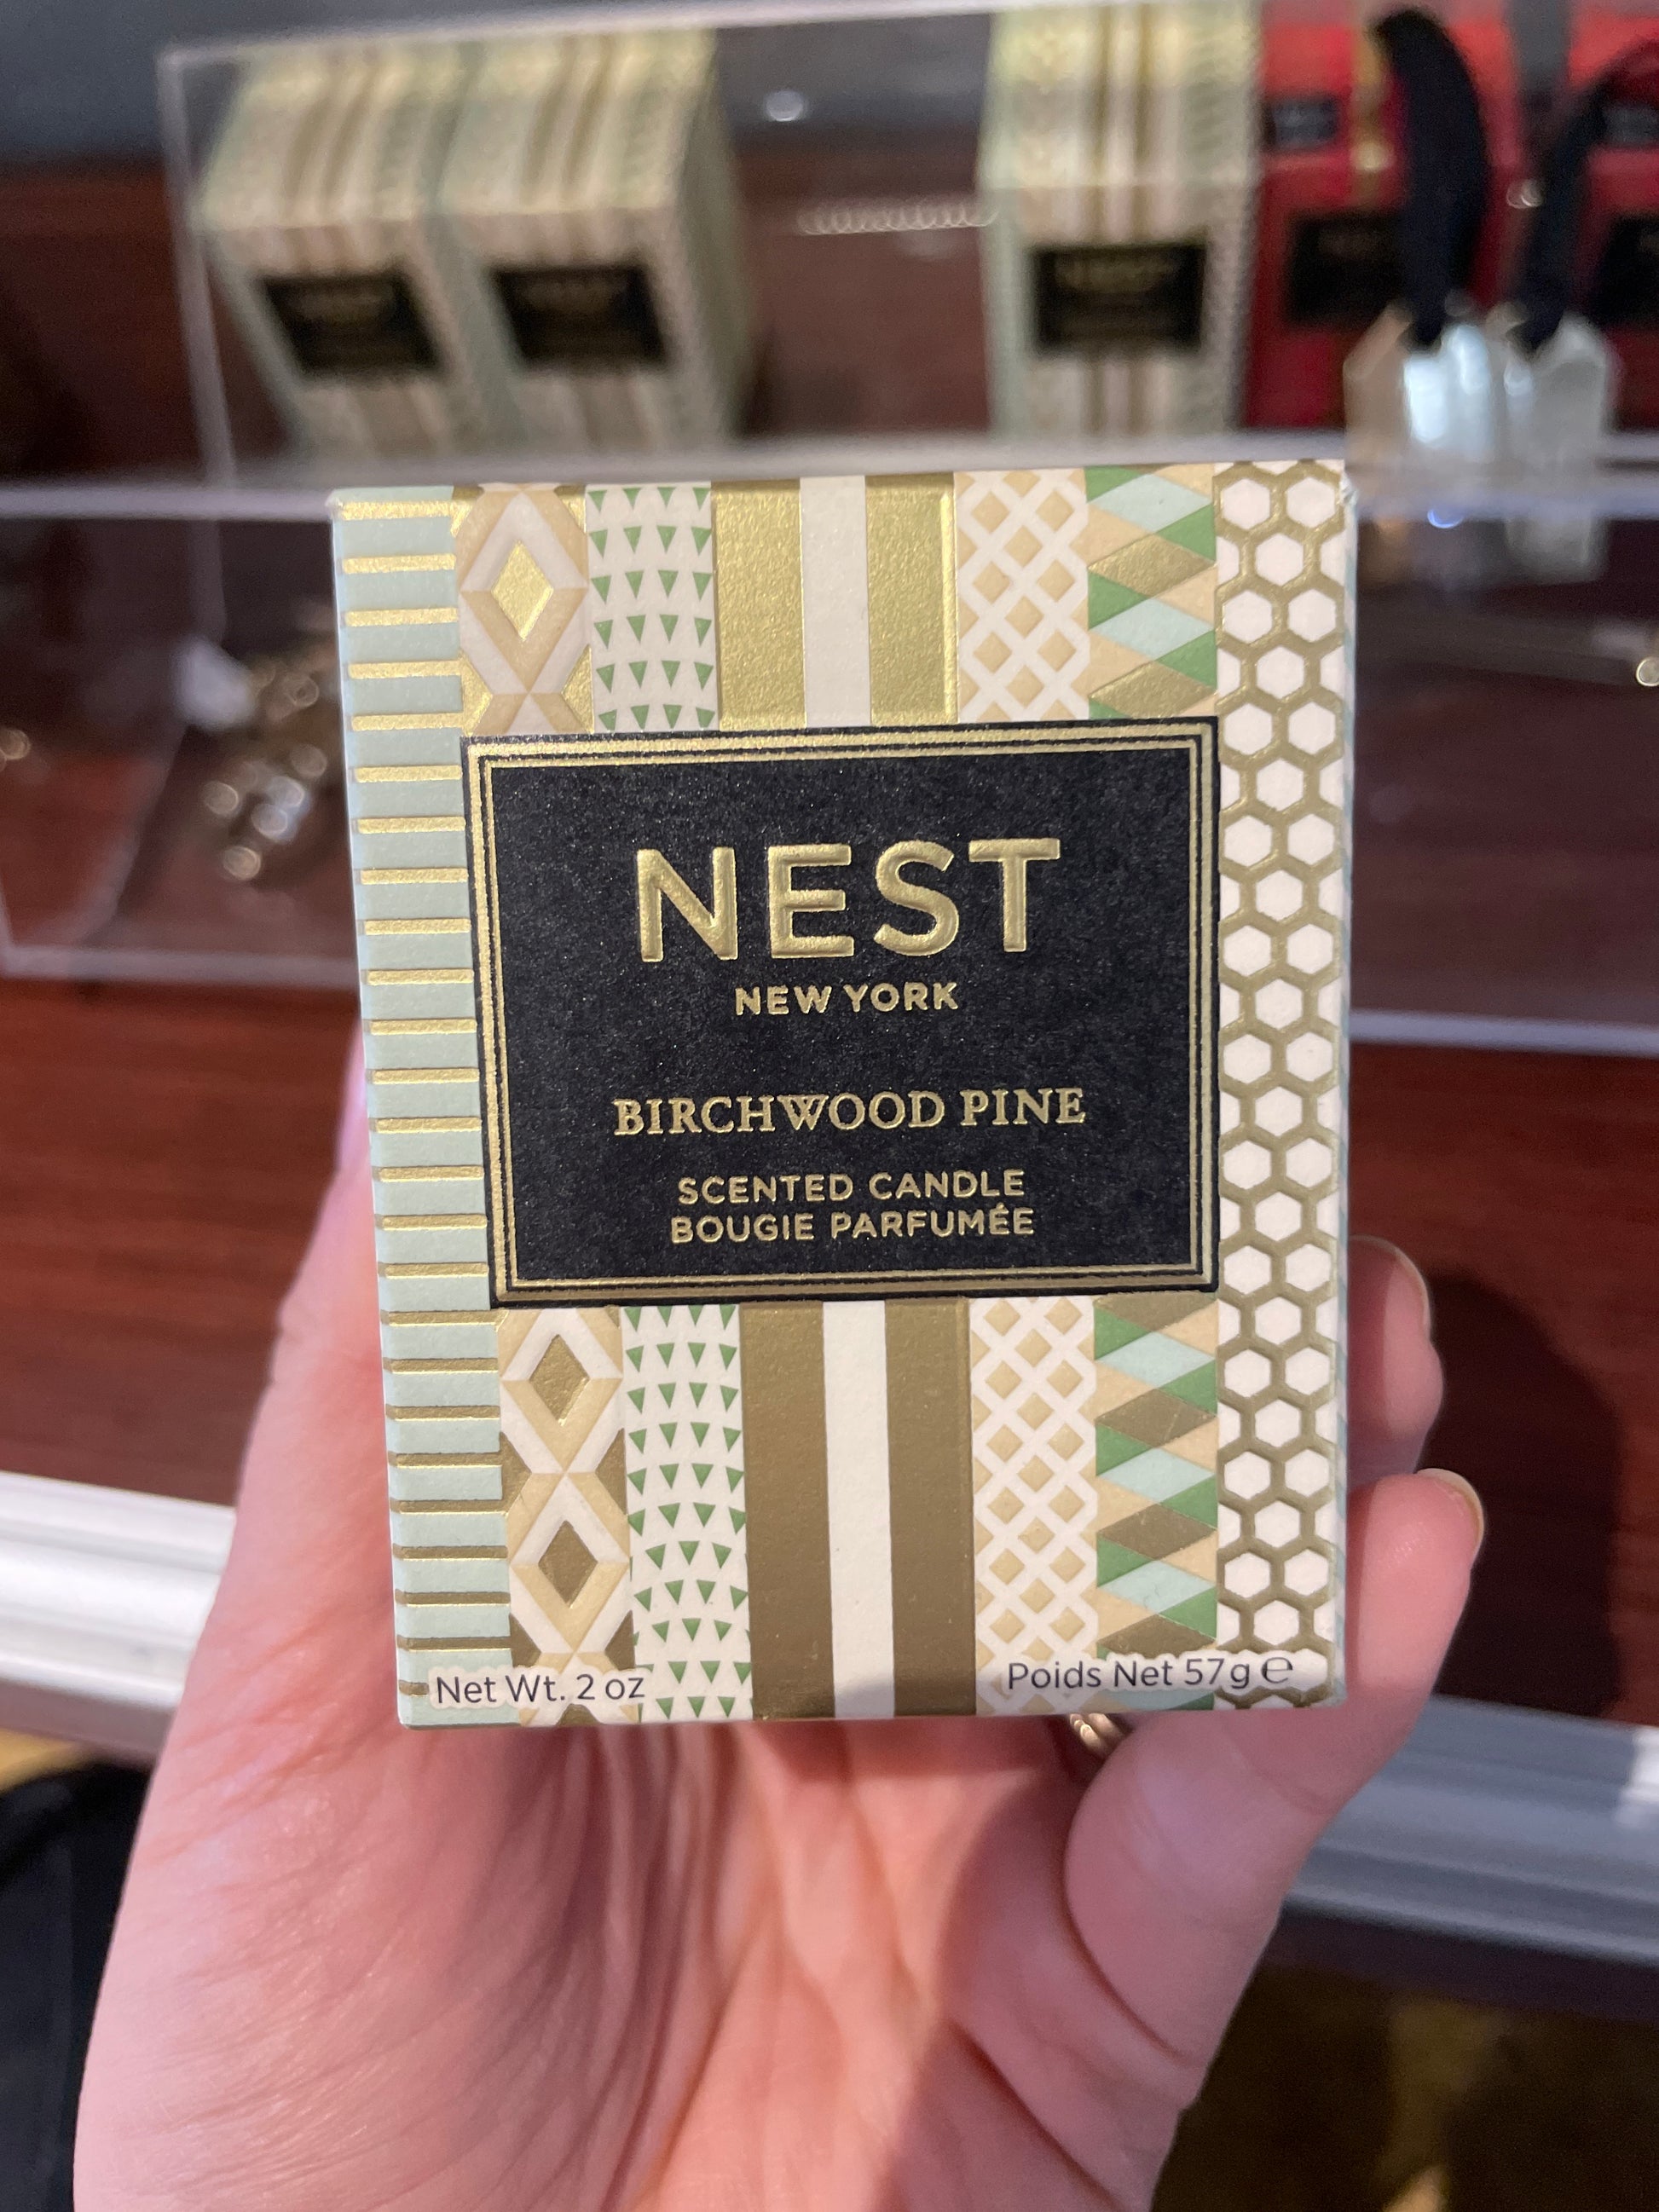 NEST
NEW YORK
BIRCHWOOD PINE
SCENTED CANDLE
BOUGIE PARFUMÉE
Net Wt. 2 oz
Poids Net 57g ℮